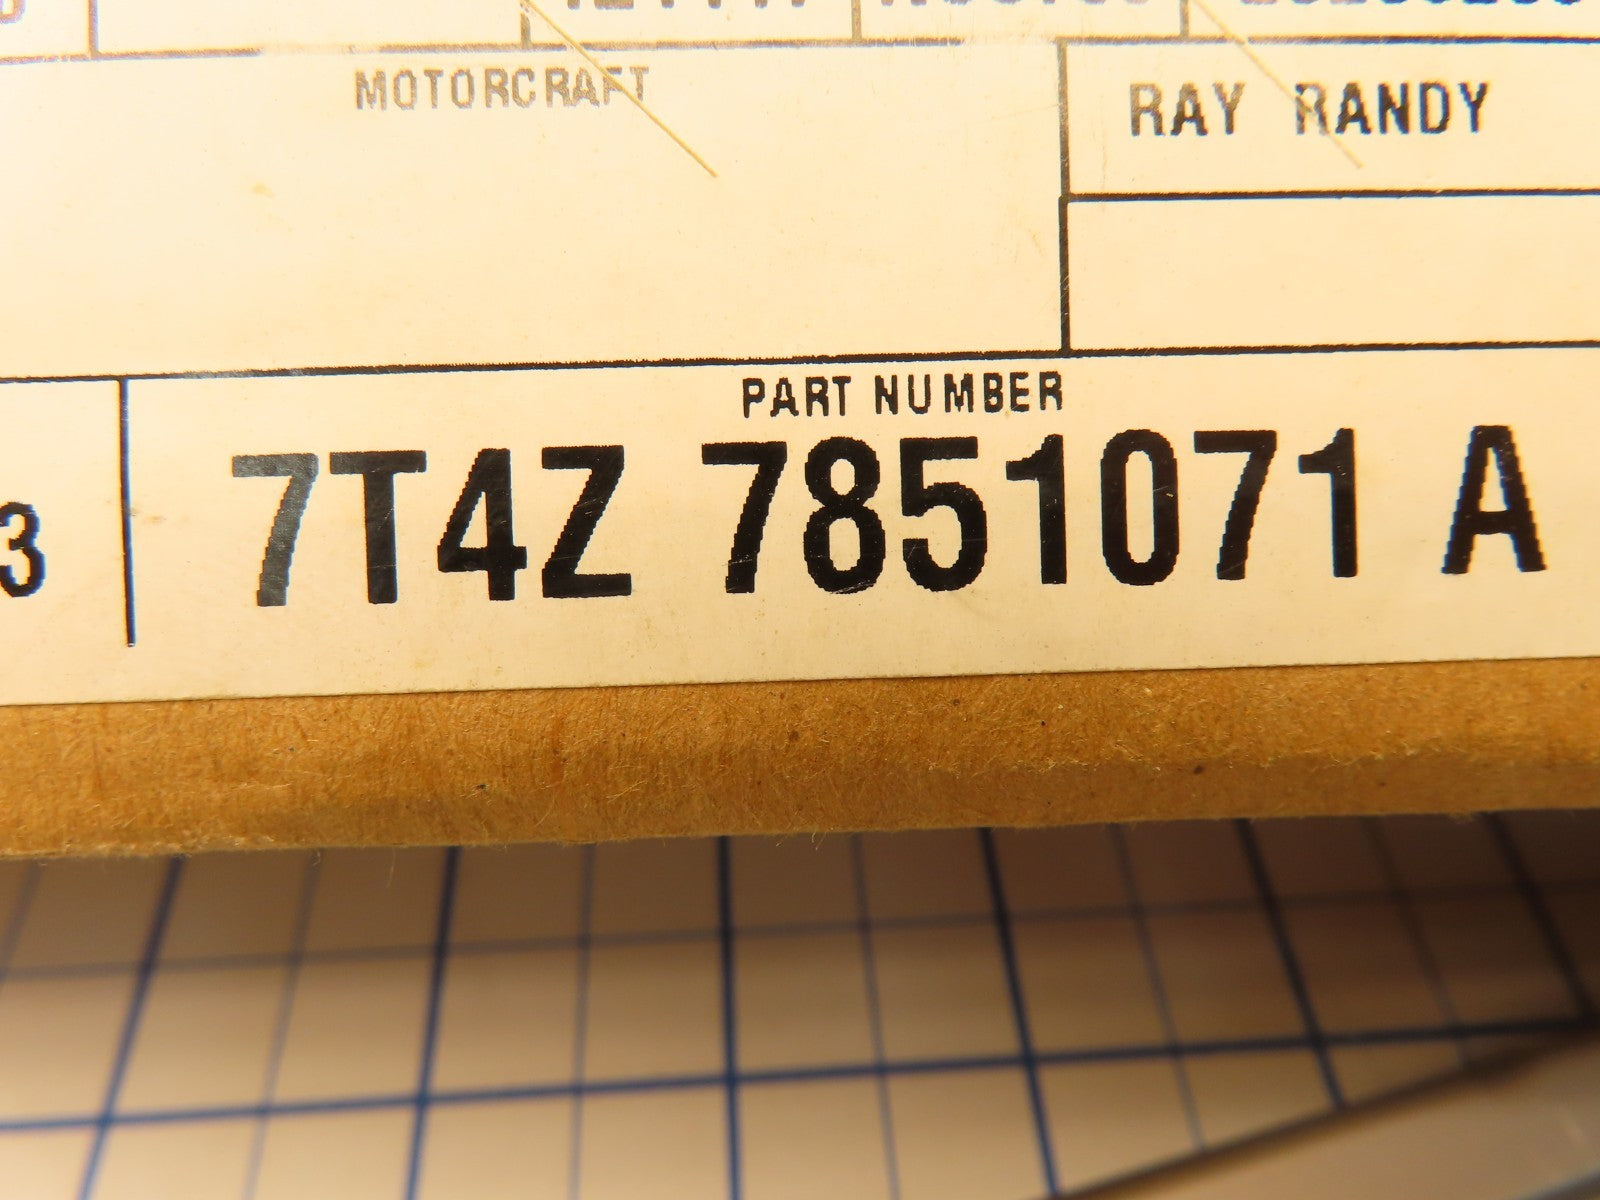 MOTORCRAFT
RAY RANDY
PART NUMBER
3
7T4Z 7851071 A